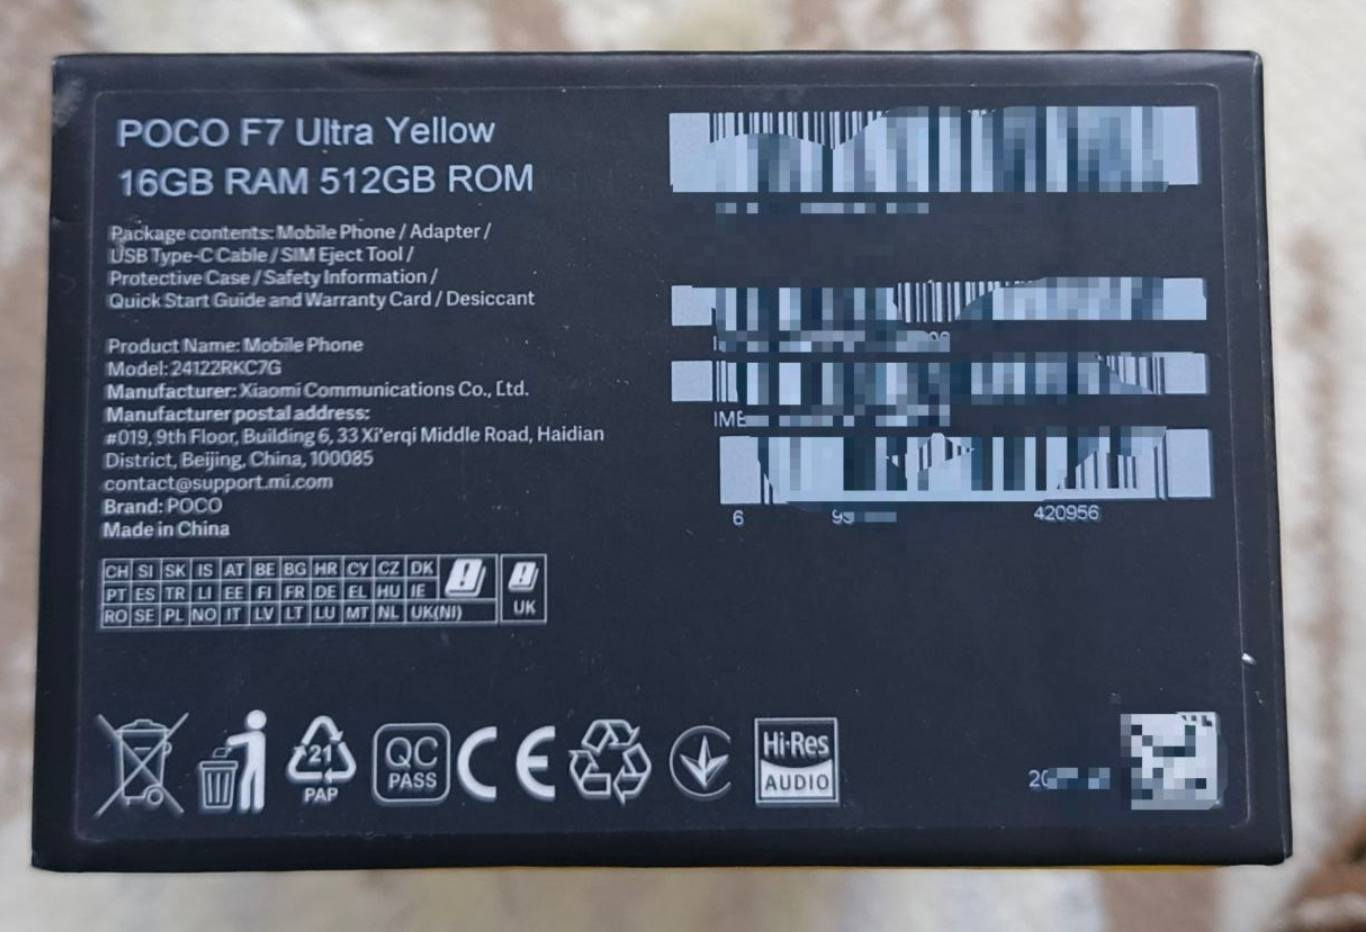 POCO F7 Ultra Yellow
16GB RAM 512GB ROM
Package contents: Mobile Phone / Adapter /
USB Type-C Cable / SIM Eject Tool /
Protective Case / Safety Information /
Quick Start Guide and Warranty Card / Desiccant
Product Name: Mobile Phone
Model: 24122RKC7G
Manufacturer: Xiaomi Communications Co., Ltd.
Manufacturer postal address:
#019, 9th Floor, Building 6, 33 Xi'erqi Middle Road, Haidian
District, Beijing, China, 100085
contact@support.mi.com
Brand: POCO
Made in China
CH SI SK IS AT BE BG HR CY CZ DK
PT ES TR LI EE FI FR DE EL HU IE
RO SE PL NO IT LV LT LU MT NL UK(NI)
UK
6 420956
21
PAP
QC
PASS
CE
Hi-Res
AUDIO